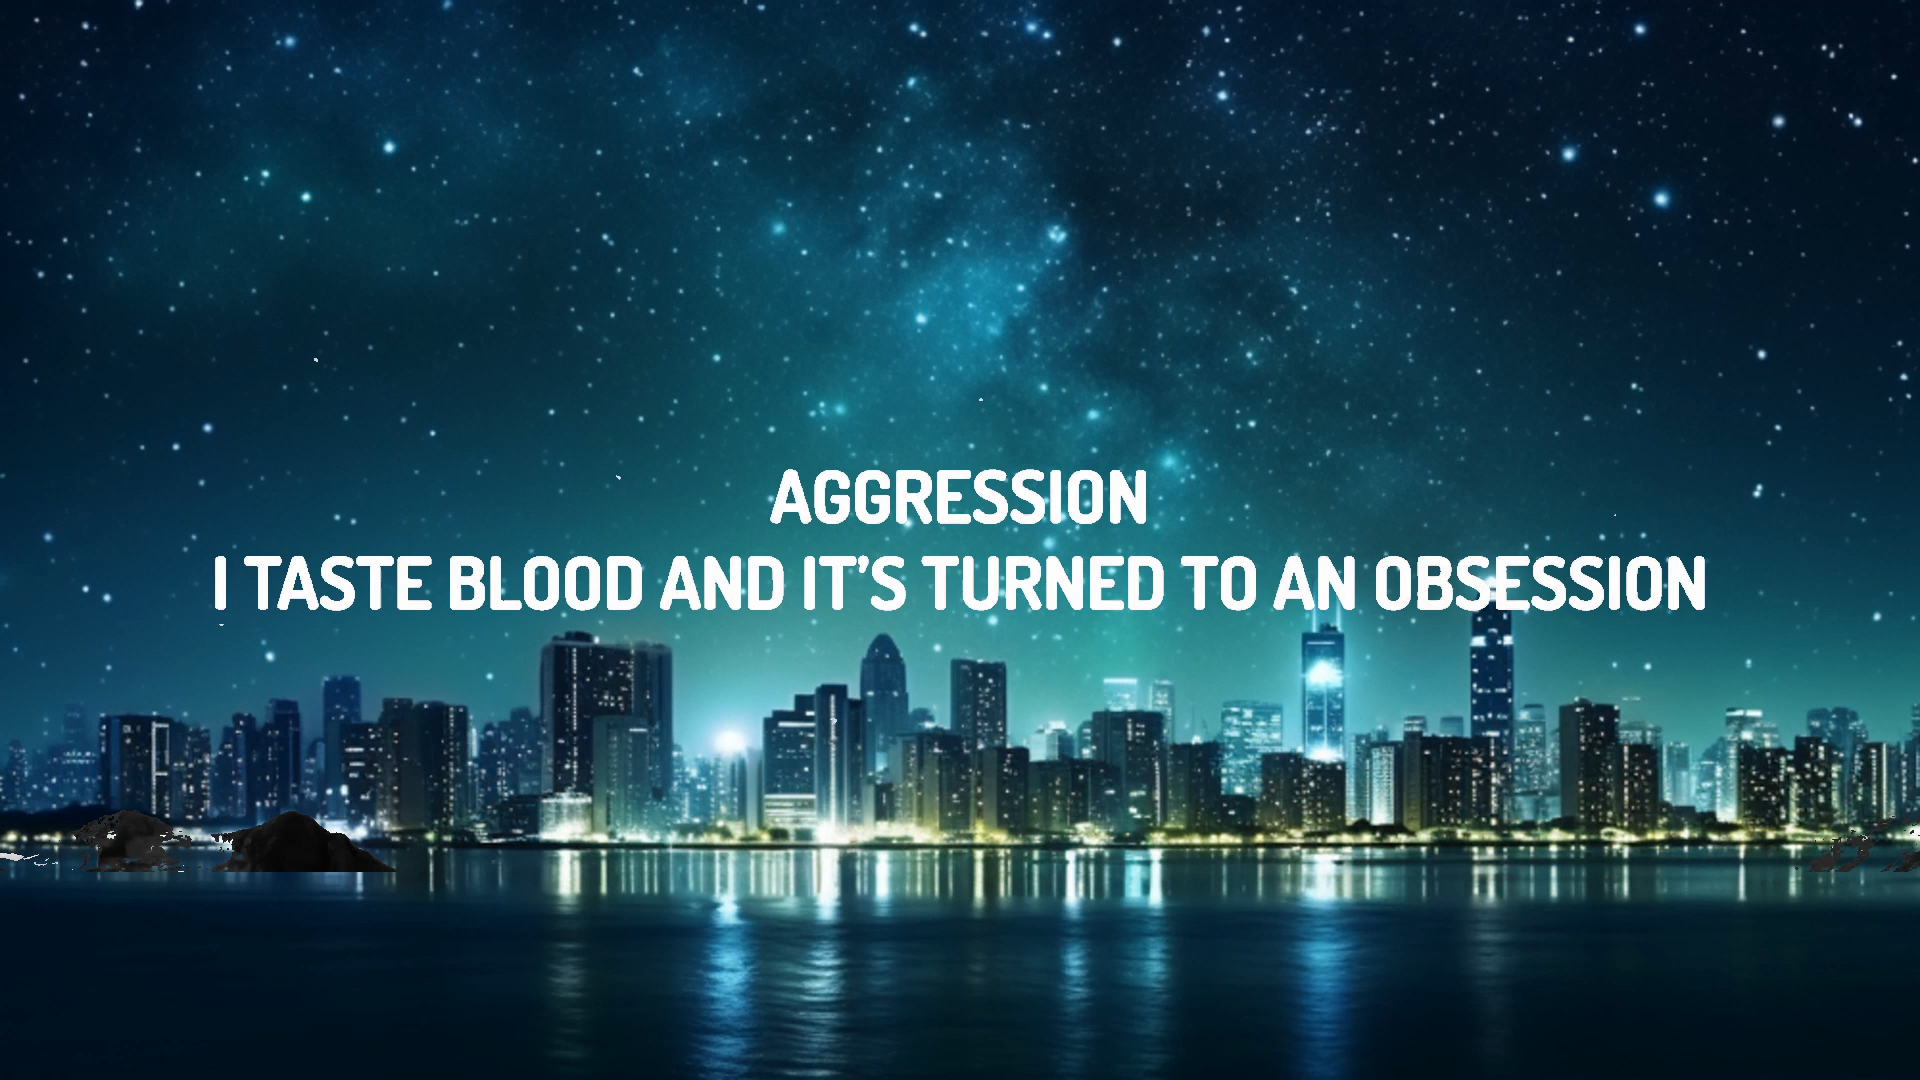 AGGRESSION
I TASTE BLOOD AND IT’S TURNED TO AN OBSESSION